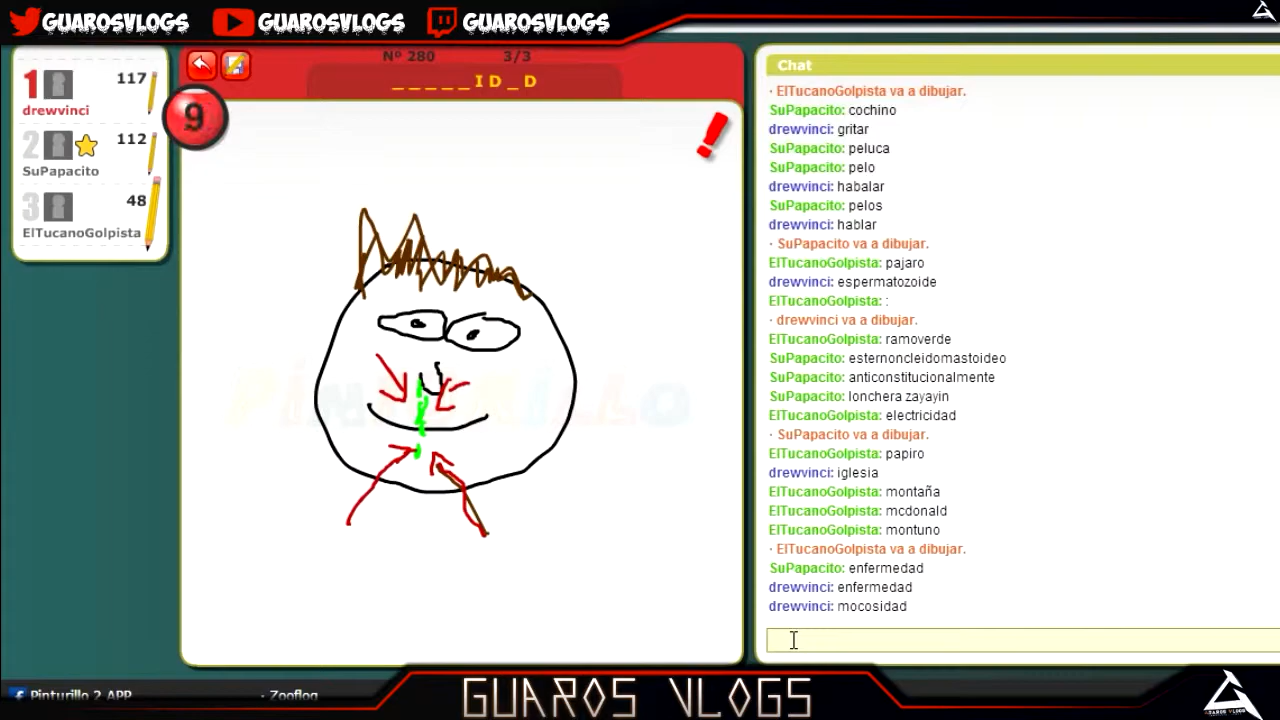 GUAROSVLOGS GUAROSVLOGS GUAROSVLOGS
1 117
drewvinci
2 112
SuPapacito
3 48
ElTucanoGolpista
Nº 280 3/3
_ _ _ _ _ I D _ D
9
!
Chat
· ElTucanoGolpista va a dibujar.
SuPapacito: cochino
drewvinci: gritar
SuPapacito: peluca
SuPapacito: pelo
drewvinci: habalar
SuPapacito: pelos
drewvinci: hablar
· SuPapacito va a dibujar.
ElTucanoGolpista: pajaro
drewvinci: espermatozoide
ElTucanoGolpista: :
· drewvinci va a dibujar.
ElTucanoGolpista: ramoverde
SuPapacito: esternoncleidomastoideo
SuPapacito: anticonstitucionalmente
SuPapacito: lonchera zayayin
ElTucanoGolpista: electricidad
· SuPapacito va a dibujar.
ElTucanoGolpista: papiro
drewvinci: iglesia
ElTucanoGolpista: montaña
ElTucanoGolpista: mcdonald
ElTucanoGolpista: montuno
· ElTucanoGolpista va a dibujar.
SuPapacito: enfermedad
drewvinci: enfermedad
drewvinci: mocosidad
Pinturillo 2 APP · Zooflog
GUAROS VLOGS
GUAROS VLOGS